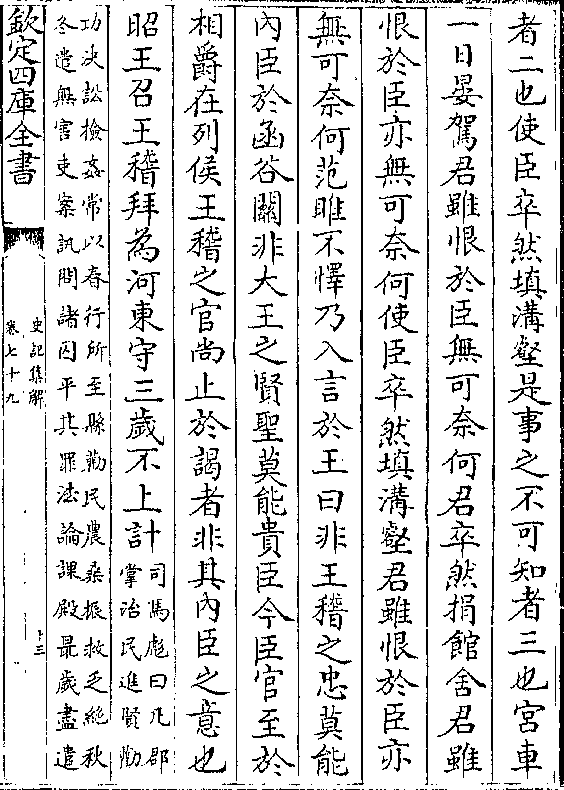 者二也使臣卒然填溝壑是事之不可知者三也宮車
一日晏駕君雖恨於臣無可奈何君卒然捐館舍君雖
恨於臣亦無可奈何使臣卒然填溝壑君雖恨於臣亦
無可奈何范雎不懌乃入言於王曰非王稽之忠莫能
內臣於函谷關非大王之賢聖莫能貴臣今臣官至於
相爵在列侯王稽之官尚止於謁者非其內臣之意也
昭王召王稽拜為河東守三歲不上計
司馬彪曰凡郡
掌治民進賢勸
功決訟檢姦常以春行所至縣勸民農桑振救乏絶秋
冬遣無害吏案訊問諸囚平其罪法論課殿最歲盡遣
欽定四庫全書
史記集解
卷七十九
十三